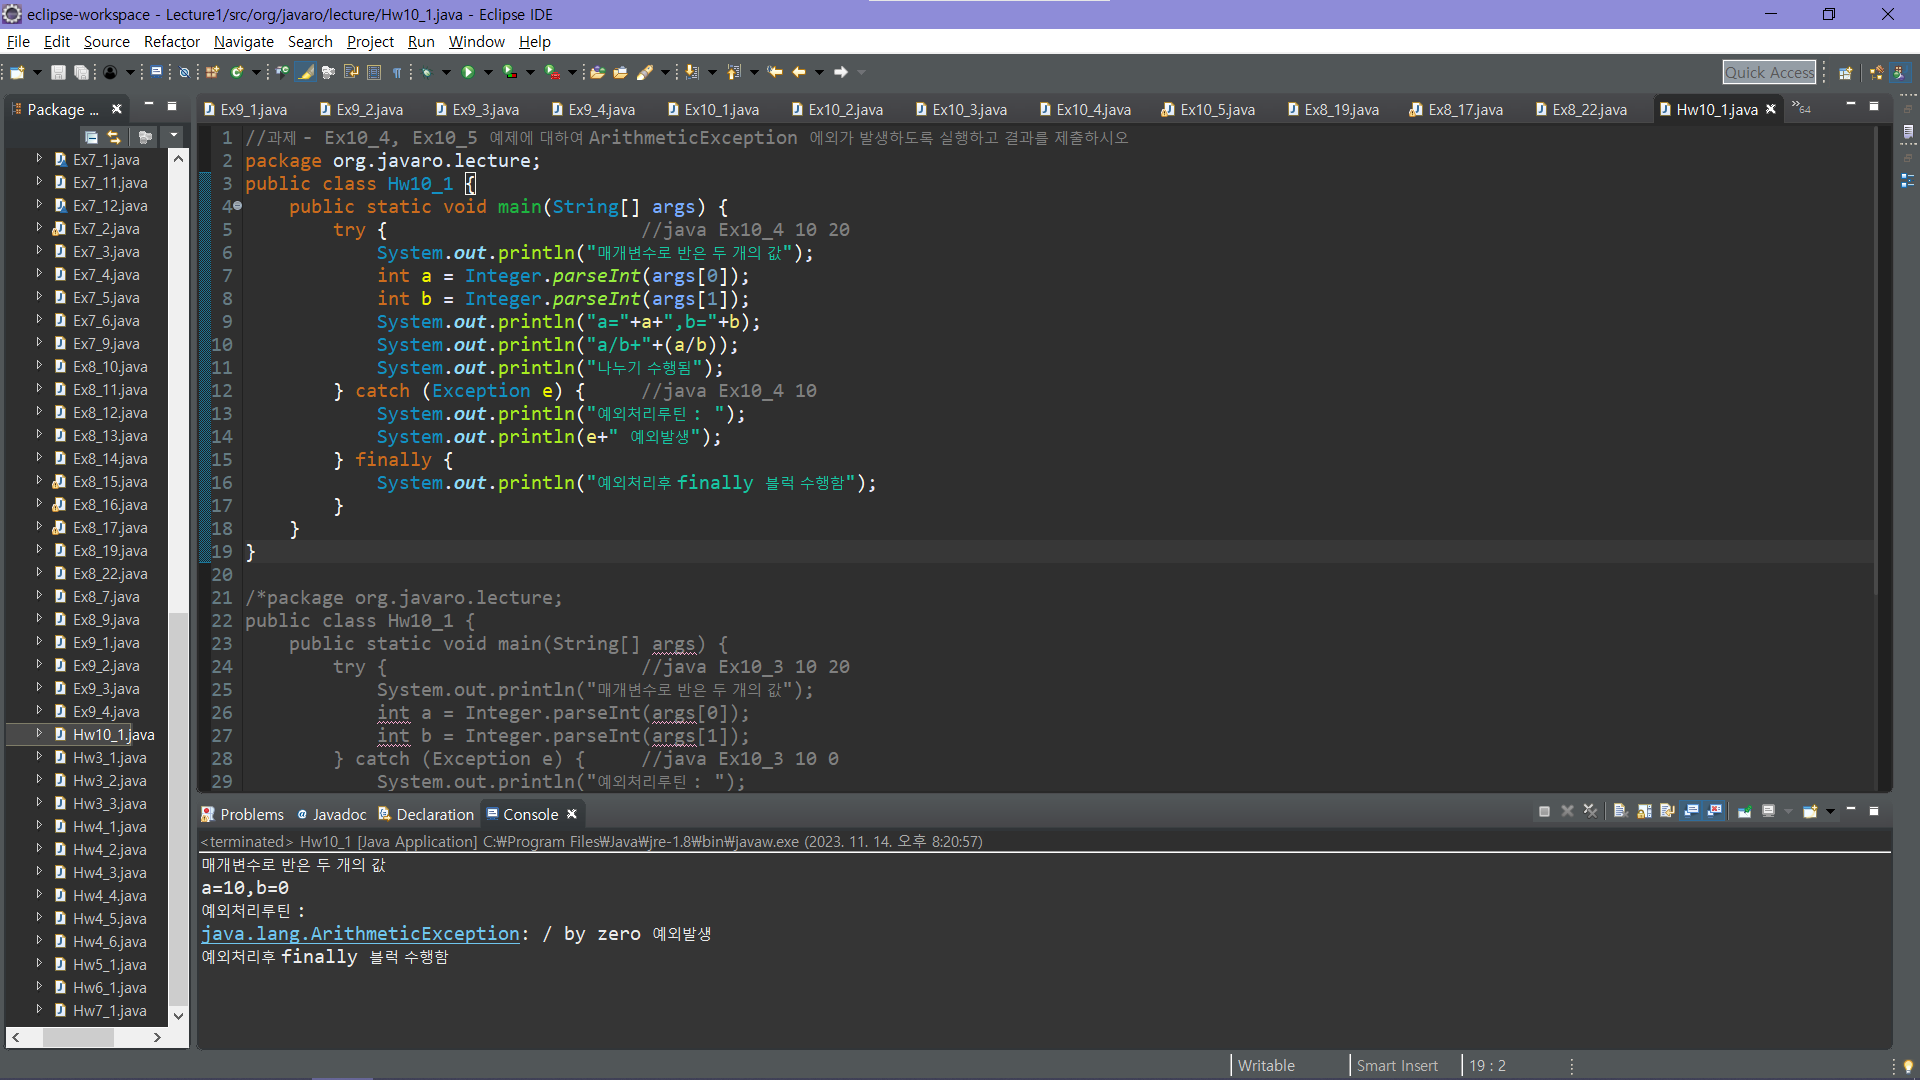 eclipse-workspace - Lecture1/src/org/javaro/lecture/Hw10_1.java - Eclipse IDE
File Edit Source Refactor Navigate Search Project Run Window Help
Quick Access
Package ...
Ex9_1.java Ex9_2.java Ex9_3.java Ex9_4.java Ex10_1.java Ex10_2.java Ex10_3.java Ex10_4.java Ex10_5.java Ex8_19.java Ex8_17.java Ex8_22.java Hw10_1.java »64
Ex7_1.java
Ex7_11.java
Ex7_12.java
Ex7_2.java
Ex7_3.java
Ex7_4.java
Ex7_5.java
Ex7_6.java
Ex7_9.java
Ex8_10.java
Ex8_11.java
Ex8_12.java
Ex8_13.java
Ex8_14.java
Ex8_15.java
Ex8_16.java
Ex8_17.java
Ex8_19.java
Ex8_22.java
Ex8_7.java
Ex8_9.java
Ex9_1.java
Ex9_2.java
Ex9_3.java
Ex9_4.java
Hw10_1.java
Hw3_1.java
Hw3_2.java
Hw3_3.java
Hw4_1.java
Hw4_2.java
Hw4_3.java
Hw4_4.java
Hw4_5.java
Hw4_6.java
Hw5_1.java
Hw6_1.java
Hw7_1.java
1 //과제 - Ex10_4, Ex10_5 예제에 대하여 ArithmeticException 에외가 발생하도록 실행하고 결과를 제출하시오
2 package org.javaro.lecture;
3 public class Hw10_1 {
4 public static void main(String[] args) {
5 try { //java Ex10_4 10 20
6 System.out.println("매개변수로 반은 두 개의 값");
7 int a = Integer.parseInt(args[0]);
8 int b = Integer.parseInt(args[1]);
9 System.out.println("a="+a+",b="+b);
10 System.out.println("a/b+"+(a/b));
11 System.out.println("나누기 수행됨");
12 } catch (Exception e) { //java Ex10_4 10
13 System.out.println("예외처리루틴 : ");
14 System.out.println(e+" 예외발생");
15 } finally {
16 System.out.println("예외처리후 finally 블럭 수행함");
17 }
18 }
19 }
20
21 /*package org.javaro.lecture;
22 public class Hw10_1 {
23 public static void main(String[] args) {
24 try { //java Ex10_3 10 20
25 System.out.println("매개변수로 반은 두 개의 값");
26 int a = Integer.parseInt(args[0]);
27 int b = Integer.parseInt(args[1]);
28 } catch (Exception e) { //java Ex10_3 10 0
29 System.out.println("예외처리루틴 : ");
Problems Javadoc Declaration Console
<terminated> Hw10_1 [Java Application] C:₩Program Files₩Java₩jre-1.8₩bin₩javaw.exe (2023. 11. 14. 오후 8:20:57)
매개변수로 반은 두 개의 값
a=10,b=0
예외처리루틴 :
java.lang.ArithmeticException: / by zero 예외발생
예외처리후 finally 블럭 수행함
Writable Smart Insert 19 : 2